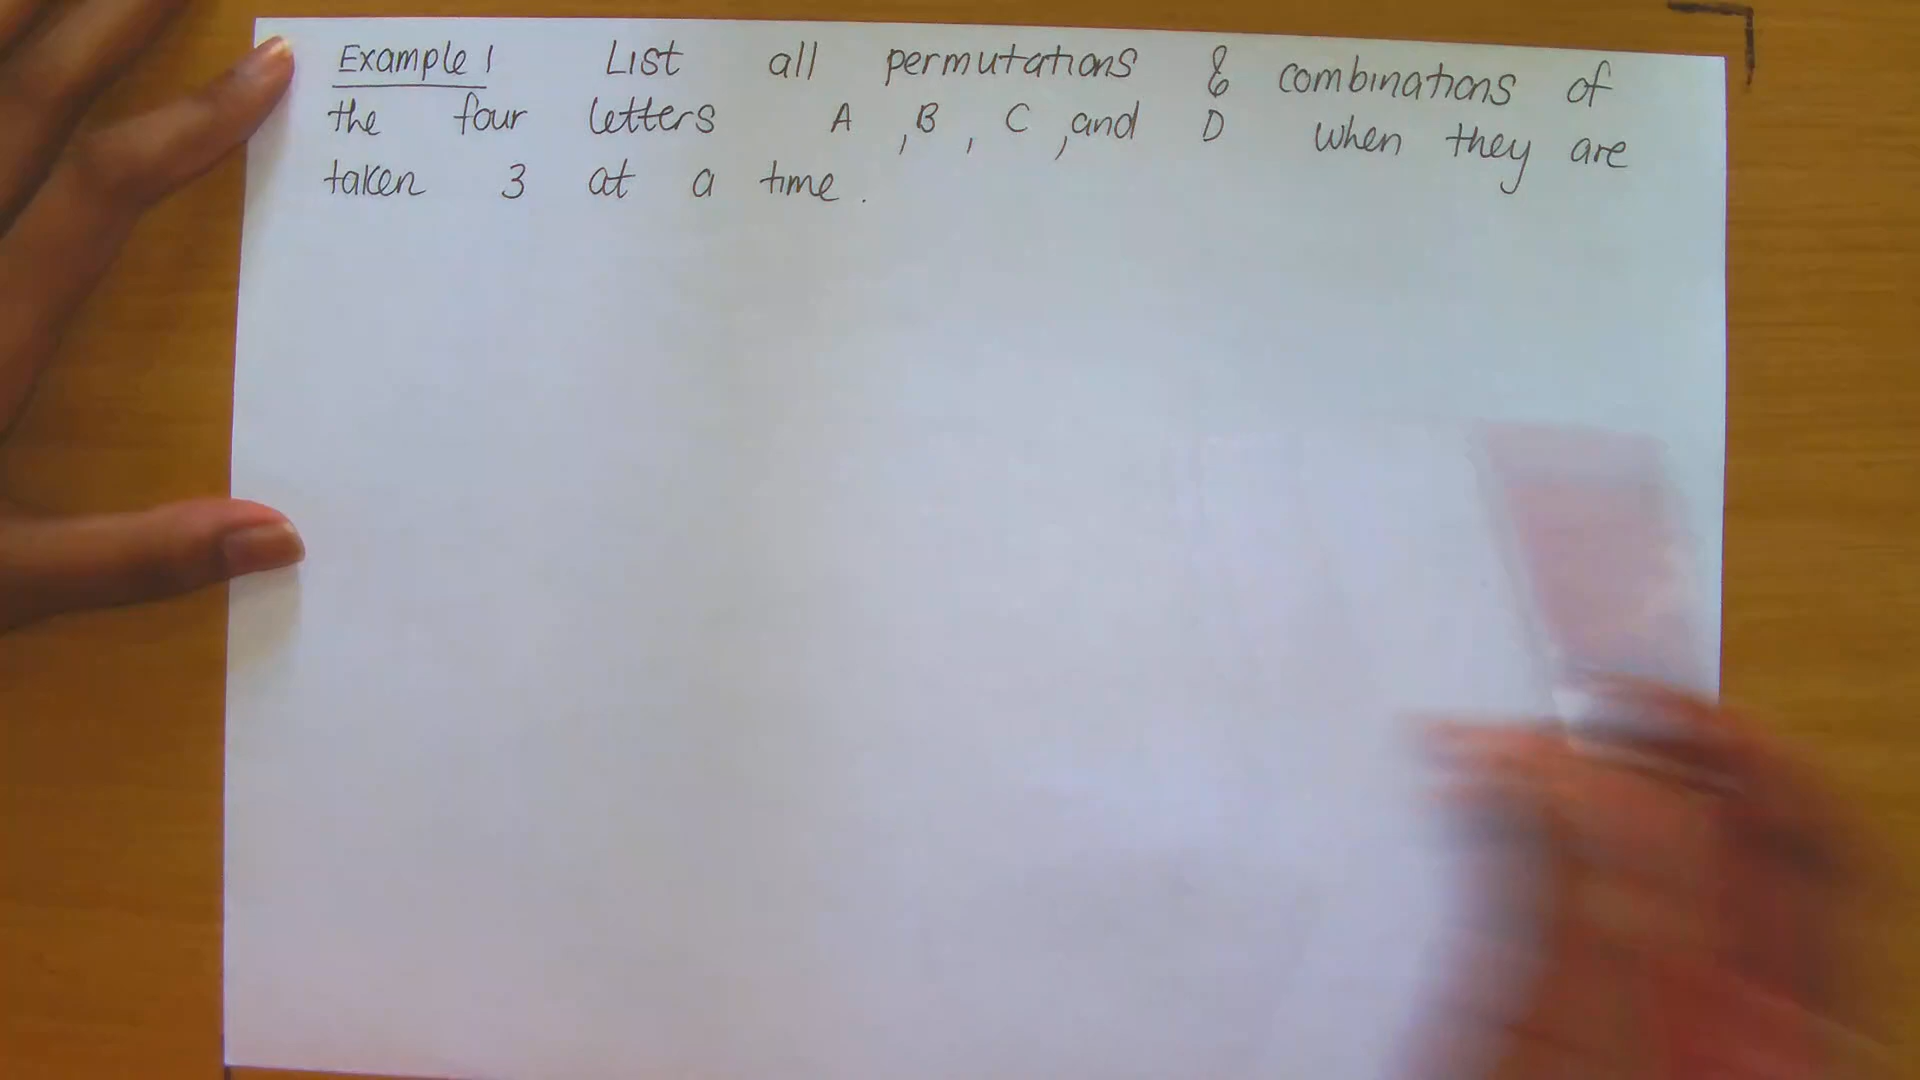 Example 1 List all permutations & combinations of
the four letters A, B, C, and D when they are
taken 3 at a time.